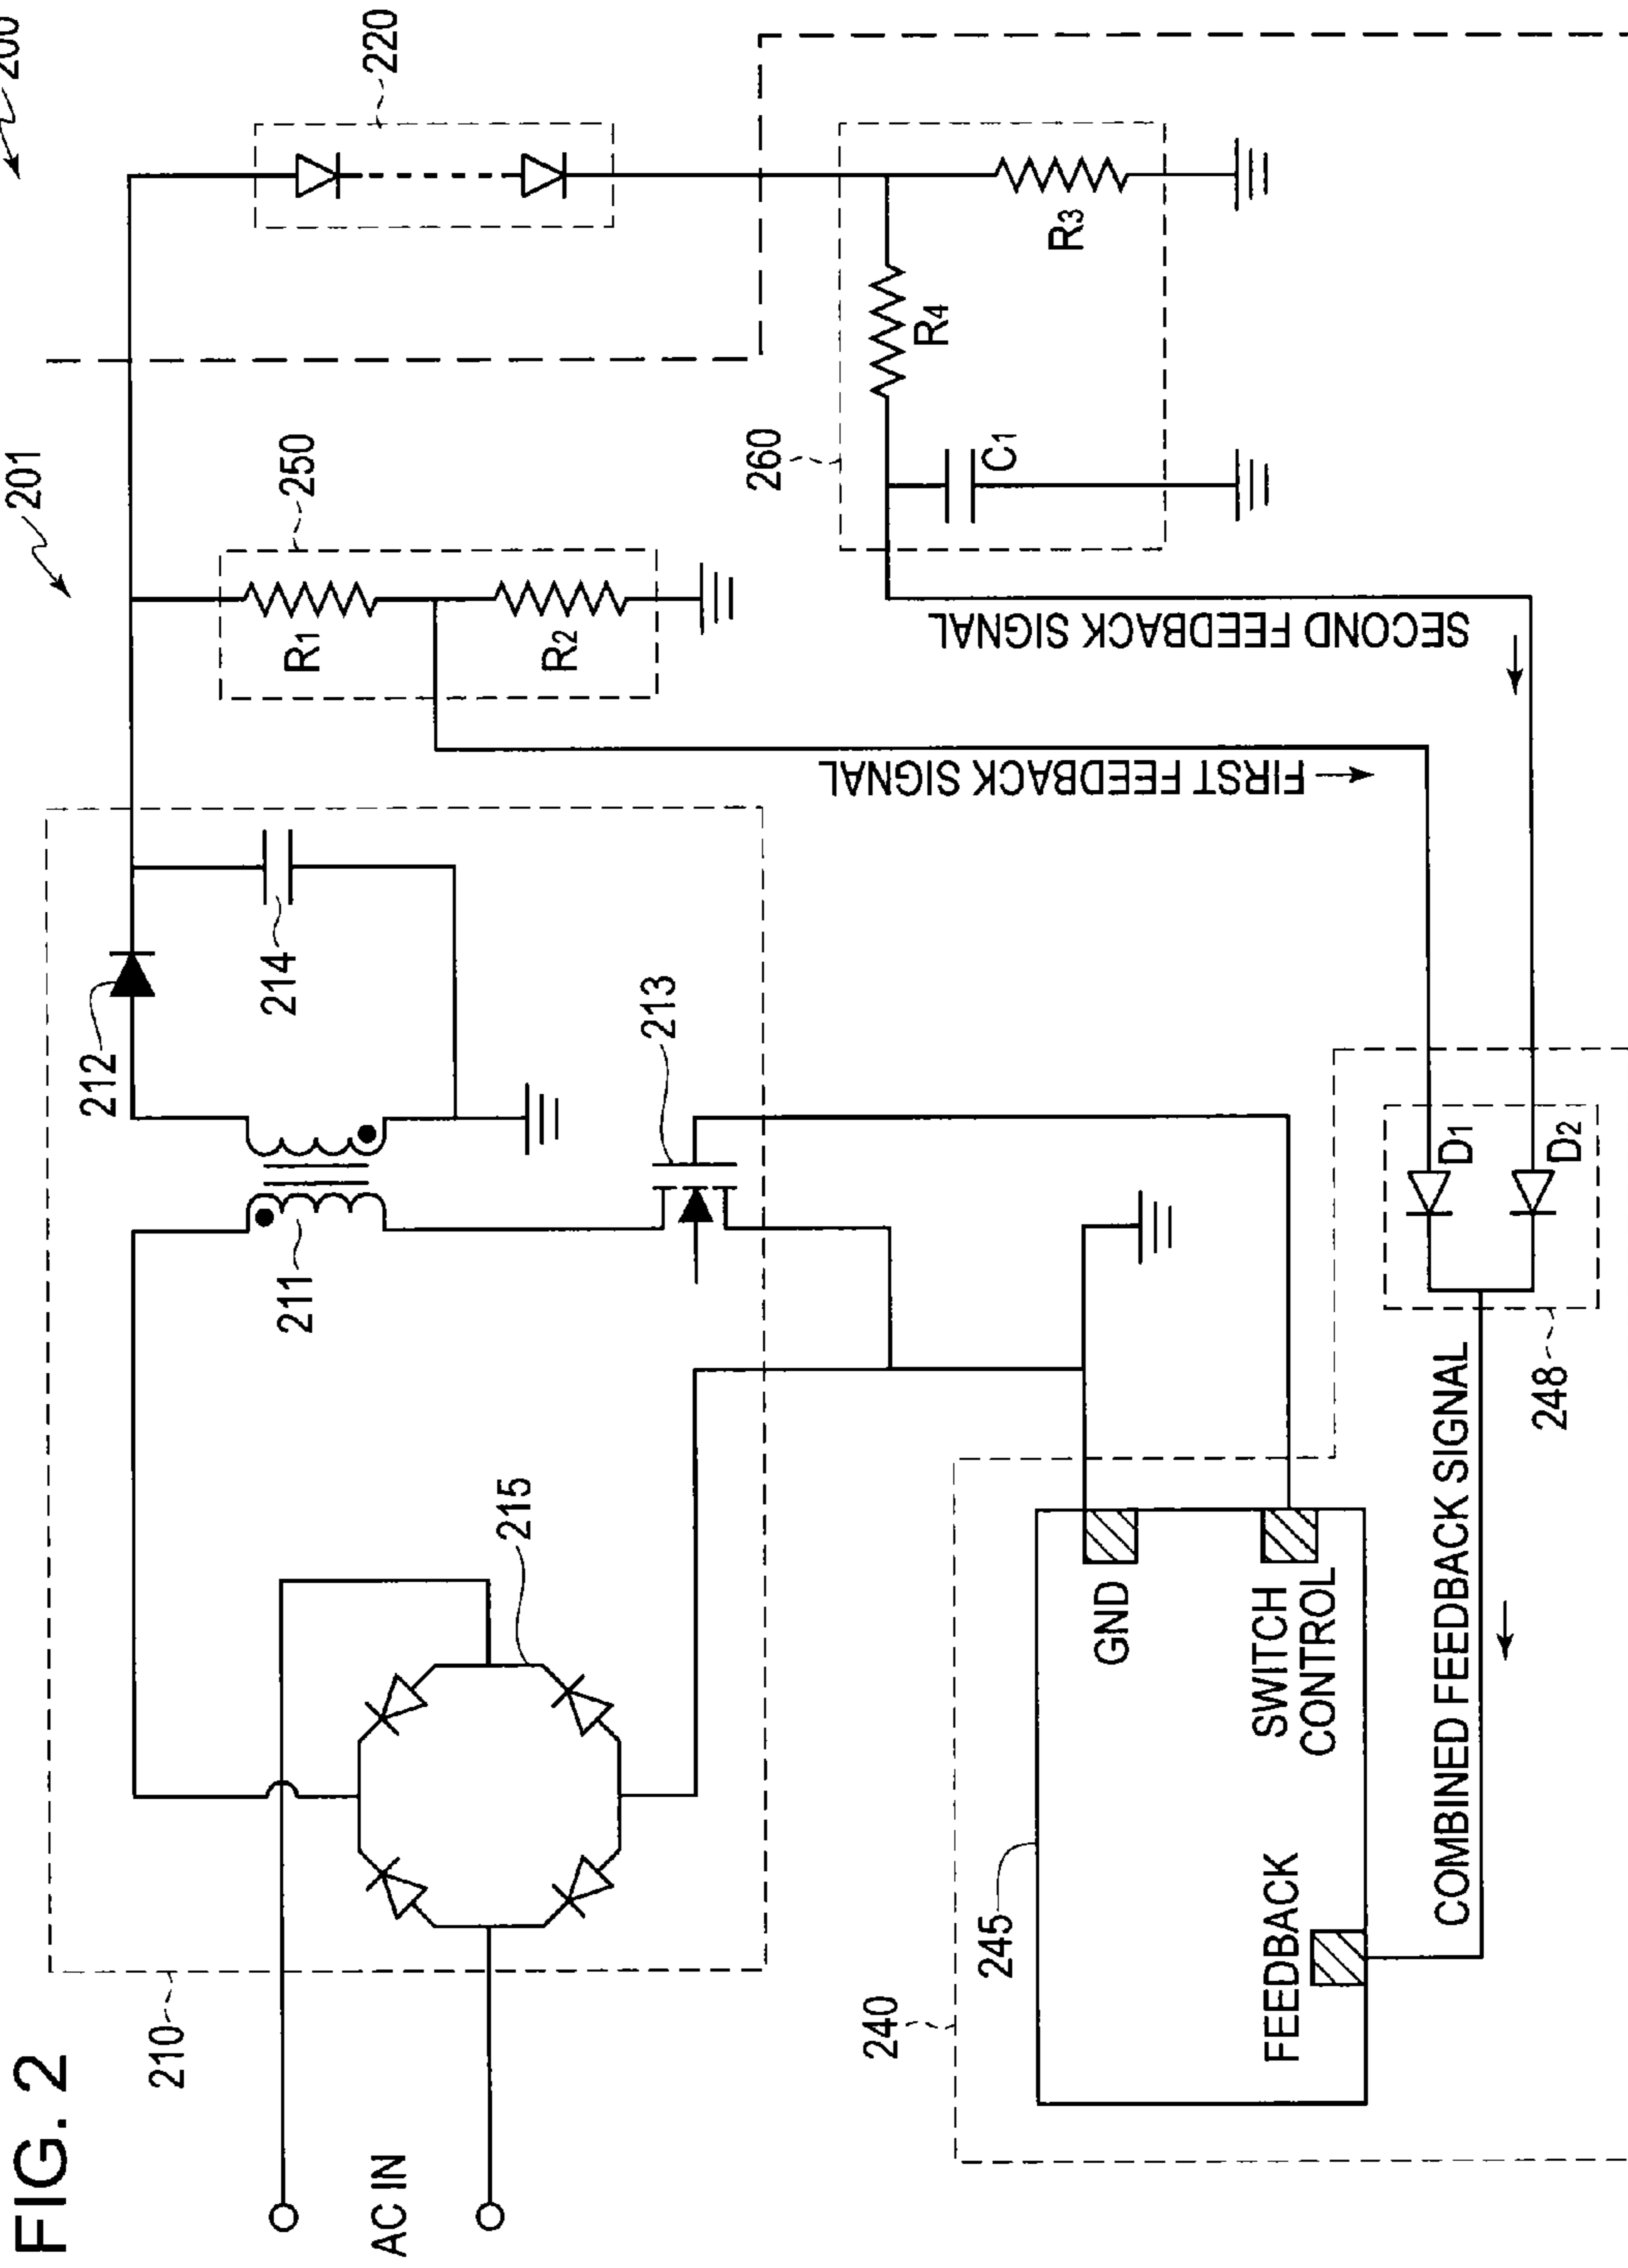 FIG. 2
200
201
210
AC IN
215
211
212
214
213
250
R1
R2
220
260
R4
R3
C1
FIRST FEEDBACK SIGNAL
SECOND FEEDBACK SIGNAL
240
245
GND
SWITCH
CONTROL
FEEDBACK
COMBINED FEEDBACK SIGNAL
248
D1
D2